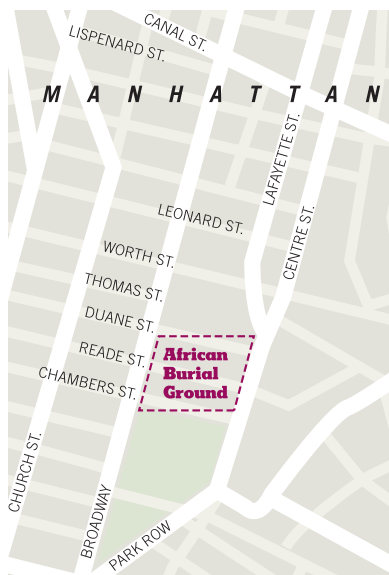 CANAL ST.
LISPENARD ST.
MANHATTAN
LAFAYETTE ST.
LEONARD ST.
CENTRE ST.
WORTH ST.
THOMAS ST.
DUANE ST.
READE ST.
African
Burial
Ground
CHAMBERS ST.
CHURCH ST.
BROADWAY
PARK ROW